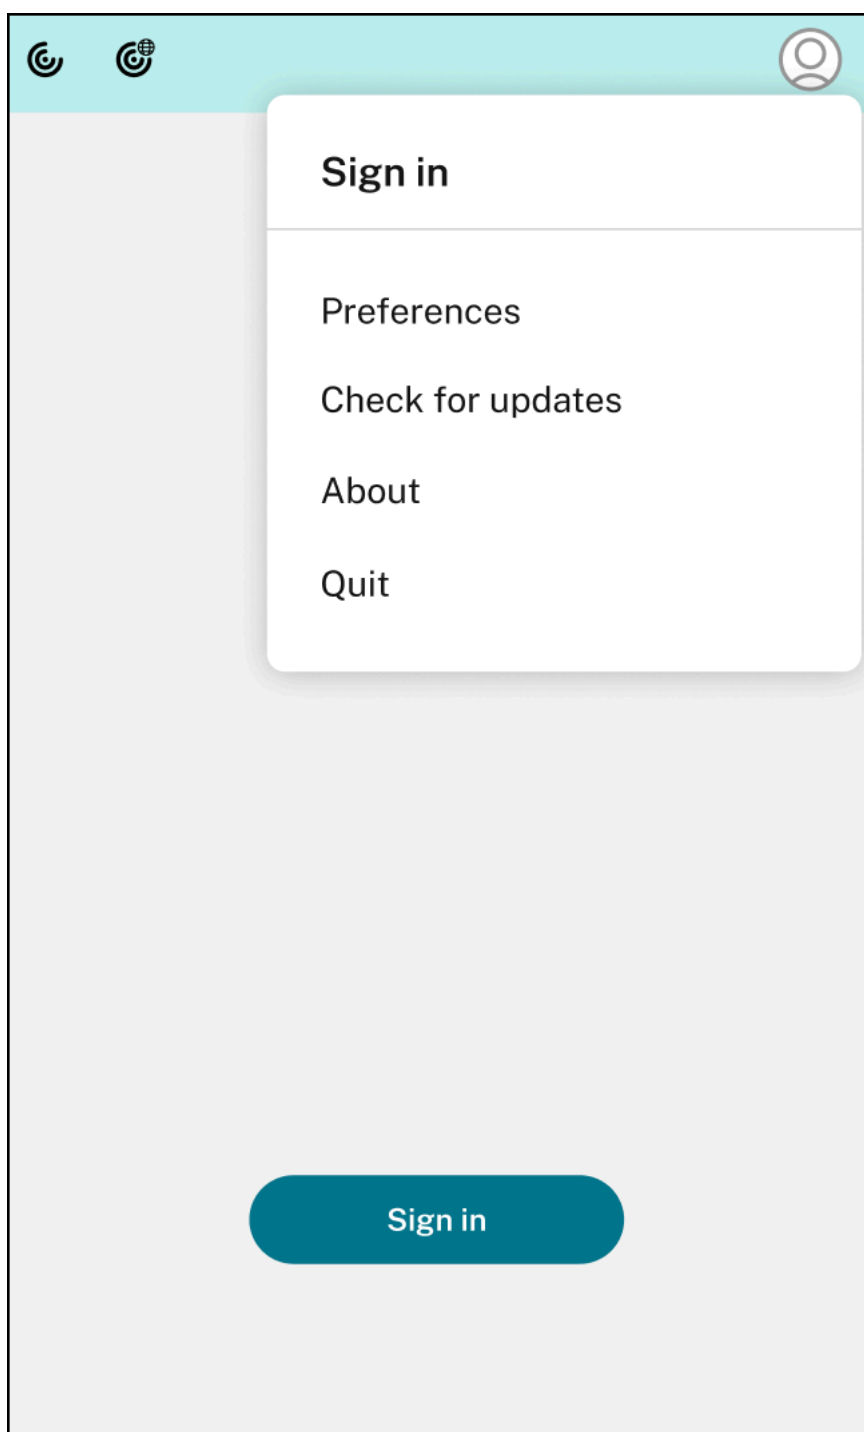 Sign in
Preferences
Check for updates
About
Quit
Sign in